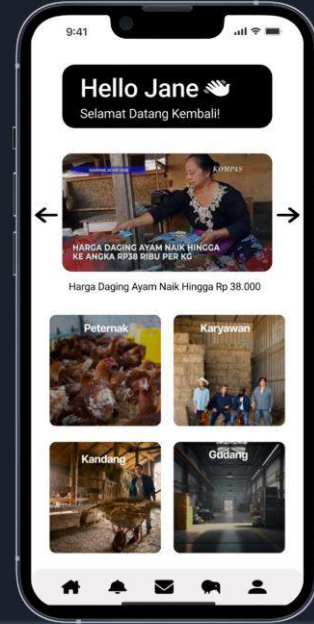 9:41
Hello Jane 👋
Selamat Datang Kembali!
KOMPAS
HARGA DAGING AYAM NAIK HINGGA
KE ANGKA RP38 RIBU PER KG
Harga Daging Ayam Naik Hingga Rp 38.000
Peternak
Karyawan
Kandang
Gudang